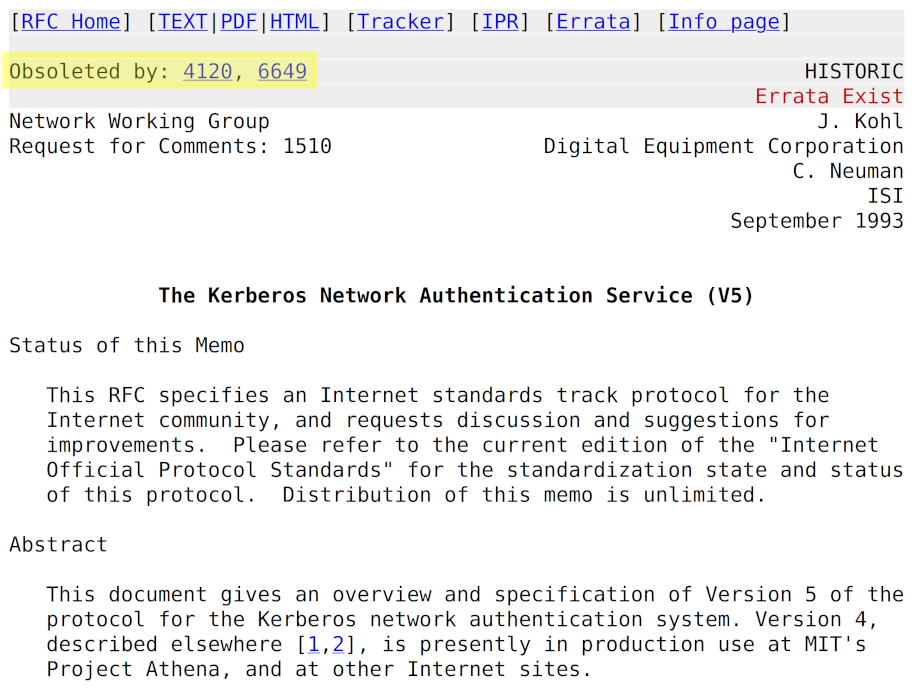 [RFC Home] [TEXT|PDF|HTML] [Tracker] [IPR] [Errata] [Info page]
Obsoleted by: 4120, 6649 HISTORIC
Errata Exist
Network Working Group J. Kohl
Request for Comments: 1510 Digital Equipment Corporation
C. Neuman
ISI
September 1993
The Kerberos Network Authentication Service (V5)
Status of this Memo
This RFC specifies an Internet standards track protocol for the
Internet community, and requests discussion and suggestions for
improvements. Please refer to the current edition of the "Internet
Official Protocol Standards" for the standardization state and status
of this protocol. Distribution of this memo is unlimited.
Abstract
This document gives an overview and specification of Version 5 of the
protocol for the Kerberos network authentication system. Version 4,
described elsewhere [1,2], is presently in production use at MIT's
Project Athena, and at other Internet sites.